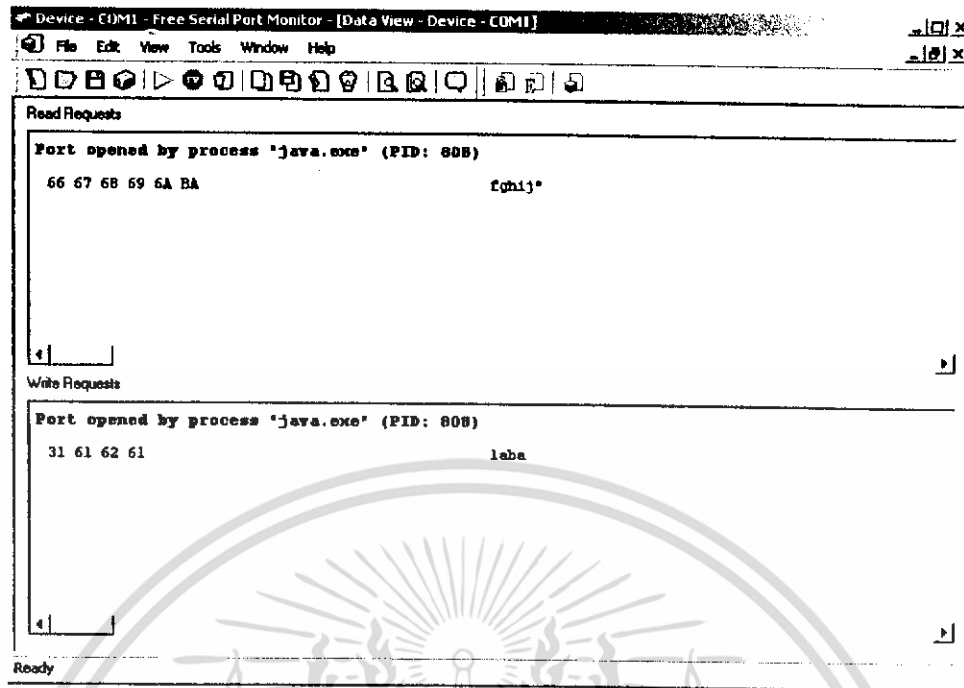 Device - COM1 - Free Serial Port Monitor - [Data View - Device - COM1]
File Edit View Tools Window Help
Read Requests
Port opened by process "java.exe" (PID: 808)
66 67 68 69 6A BA fghij°
Write Requests
Port opened by process "java.exe" (PID: 808)
31 61 62 61 1aba
Ready